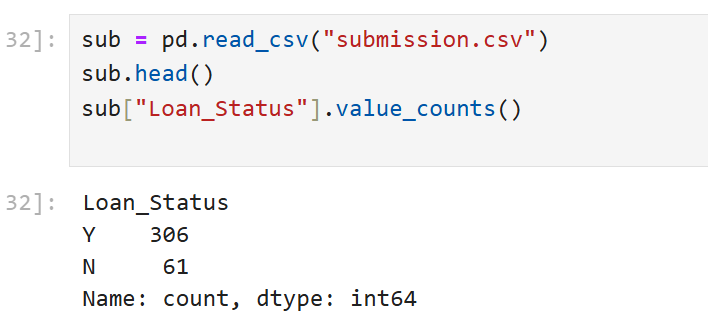 32]: sub = pd.read_csv("submission.csv")
sub.head()
sub["Loan_Status"].value_counts()
32]: Loan_Status
Y    306
N     61
Name: count, dtype: int64